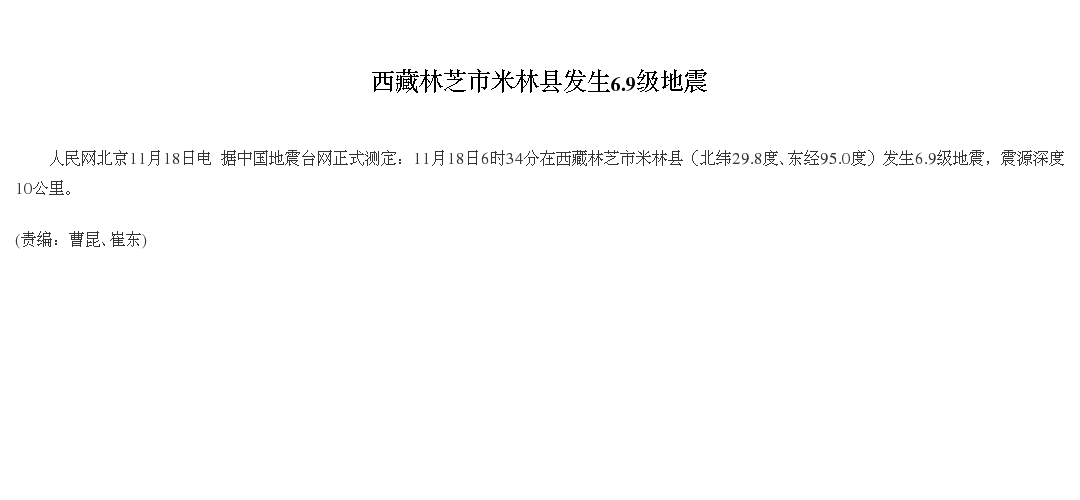 西藏林芝市米林县发生6.9级地震
人民网北京11月18日电 据中国地震台网正式测定：11月18日6时34分在西藏林芝市米林县（北纬29.8度、东经95.0度）发生6.9级地震，震源深度
10公里。
(责编：曹昆、崔东)